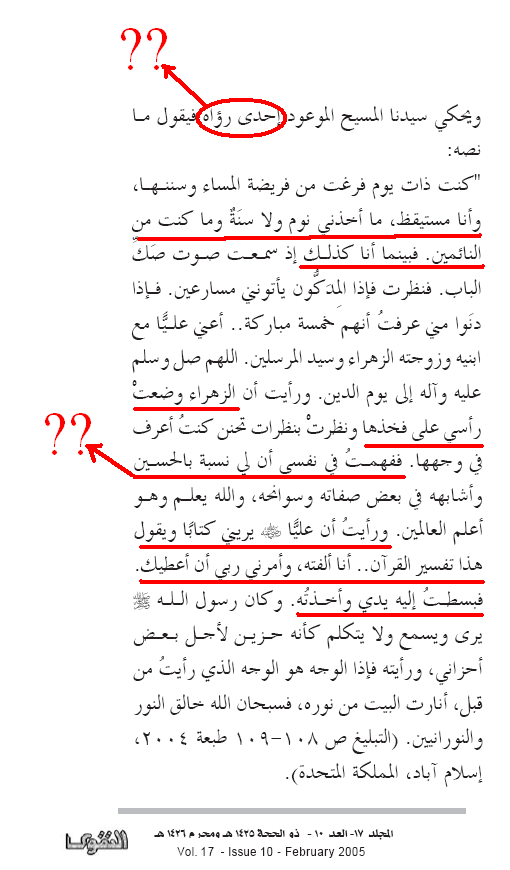 ??
ويحكي سيدنا المسيح الموعود إحدى رؤاه فيقول ما
نصه:
"كنت ذات يوم فرغت من فريضة المساء وسننها،
وأنا مستيقظ، ما أخذني نوم ولا سنَةٌ وما كنت من
النائمين. فبينما أنا كذلك إذ سمعت صوت صَكِّ
الباب. فنظرت فإذا المِدَكُّون يأتونني مسارعين. فإذا
دنَوا مني عرفتُ أنهم خمسة مباركة.. أعني عليًّا مع
ابنيه وزوجته الزهراء وسيد المرسلين. اللهم صل وسلم
عليه وآله إلى يوم الدين. ورأيت أن الزهراء وضعتْ
رأسي على فخذها ونظرتْ بنظرات تحنن كنتُ أعرف
??
في وجهها. ففهمتُ في نفسي أن لي نسبة بالحسين
وأشابهه في بعض صفاته وسوانحه، والله يعلم وهو
أعلم العالمين. ورأيتُ أن عليًّا ﷺ يريني كتابًا ويقول
هذا تفسير القرآن.. أنا ألفته، وأمرني ربي أن أعطيك.
فبسطتُ إليه يدي وأخذتُه. وكان رسول الله ﷺ
يرى ويسمع ولا يتكلم كأنه حزين لأجل بعض
أحزاني، ورأيته فإذا الوجه هو الوجه الذي رأيتُ من
قبل، أنارت البيت من نوره، فسبحان الله خالق النور
والنورانيين. (التبليغ ص ١٠٨-١٠٩ طبعة ٢٠٠٤،
إسلام آباد، المملكة المتحدة).
المجلد ١٧- العدد ١٠- ذو الحجة ١٤٢٥ هـ ومحرم ١٤٢٦ هـ
التقوى
Vol. 17 - Issue 10 - February 2005